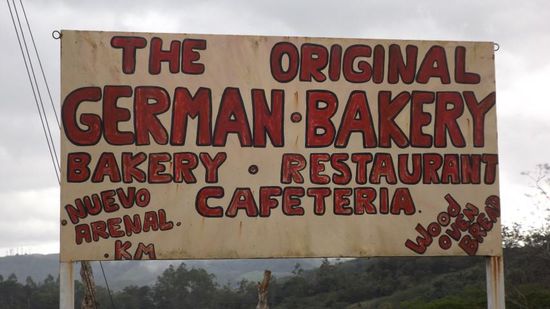 THE ORIGINAL
GERMAN · BAKERY
BAKERY · RESTAURANT
CAFETERIA.
· NUEVO
ARENAL.
· KM
WOOD
OVEN
BREAD